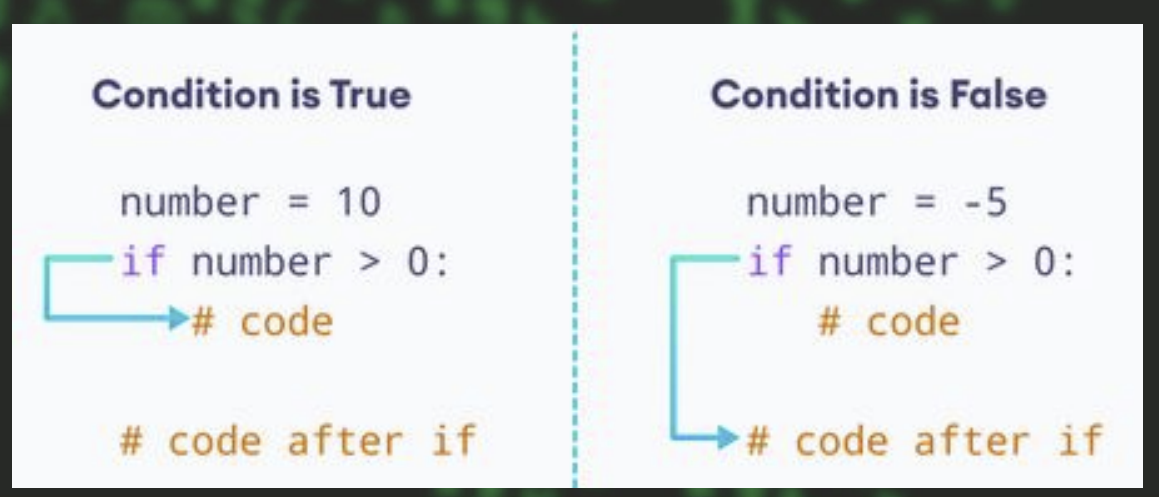 Condition is True
number = 10
if number > 0:
# code
# code after if
Condition is False
number = -5
if number > 0:
# code
# code after if